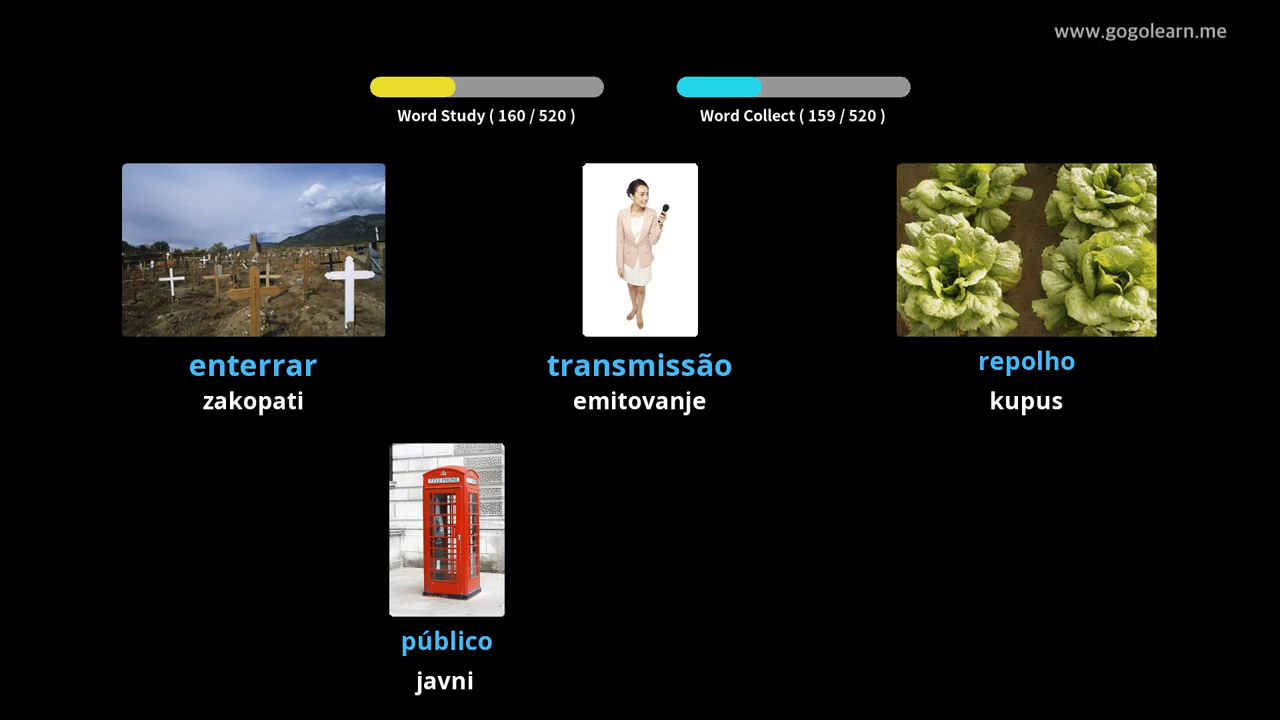 www.gogolearn.me
Word Study ( 160 / 520 )
Word Collect ( 159 / 520 )
enterrar
zakopati
transmissão
emitovanje
repolho
kupus
TELEPHONE
público
javni